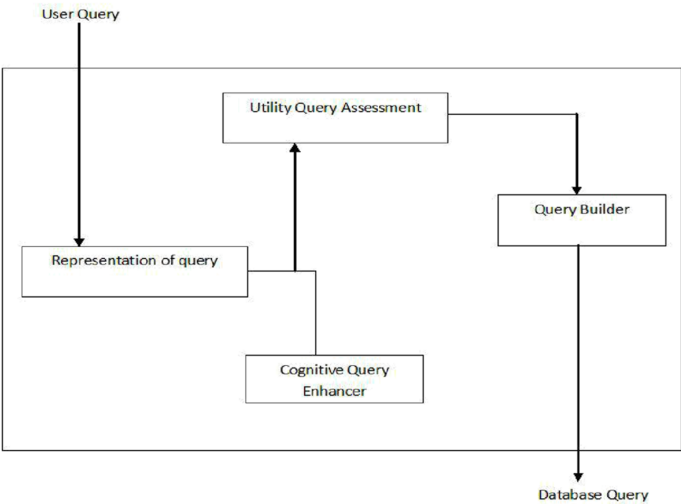 User Query
Utility Query Assessment
Query Builder
Representation of query
Cognitive Query
Enhancer
Database Query